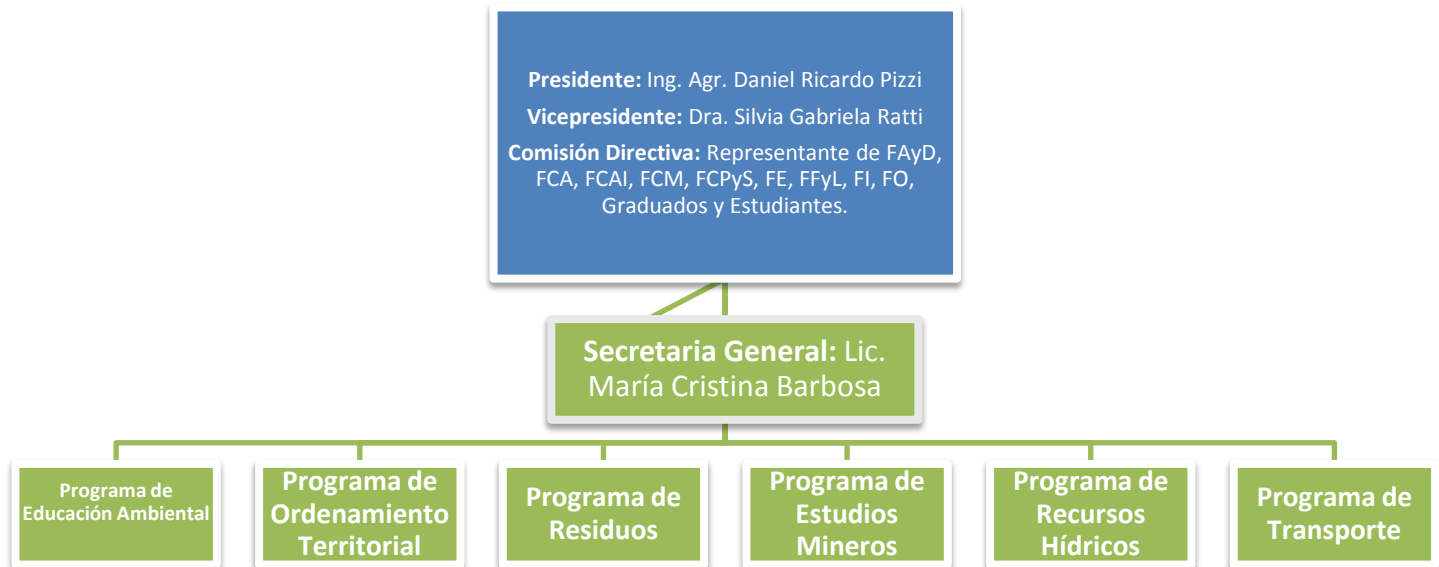 Presidente: Ing. Agr. Daniel Ricardo Pizzi
Vicepresidente: Dra. Silvia Gabriela Ratti
Comisión Directiva: Representante de FAyD,
FCA, FCAI, FCM, FCPyS, FE, FFyL, FI, FO,
Graduados y Estudiantes.
Secretaria General: Lic.
María Cristina Barbosa
Programa de
Educación Ambiental
Programa de
Ordenamiento
Territorial
Programa de
Residuos
Programa de
Estudios
Mineros
Programa de
Recursos
Hídricos
Programa de
Transporte